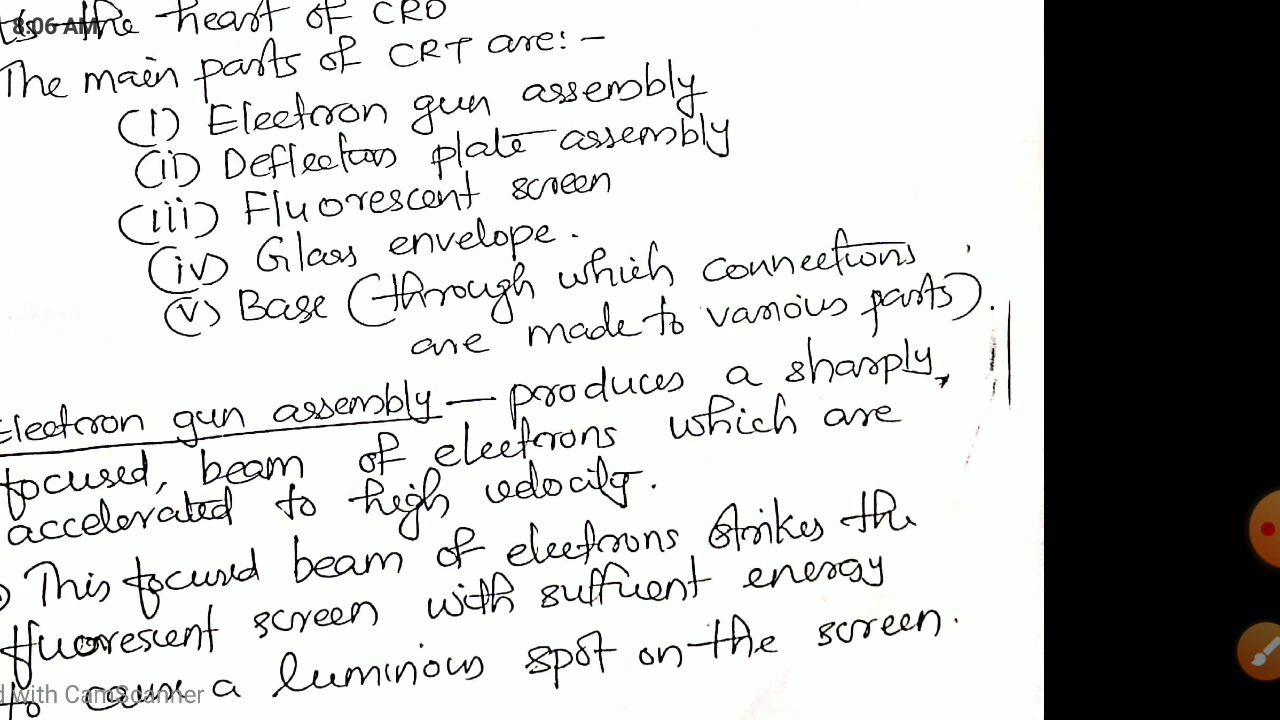 8:06 AM
the heart of CRO
The main parts of CRT are:-
(i) Electron gun assembly
(ii) Deflection plate assembly
(iii) Fluorescent screen
(iv) Glass envelope.
(v) Base (through which connections
are made to various parts).
Electron gun assembly — produces a sharply,
focused, beam of electrons which are
accelerated to high velocity.
This focused beam of electrons strikes the
fluorescent screen with suffient energy
to cause a luminous spot on the screen.
d with CamScanner